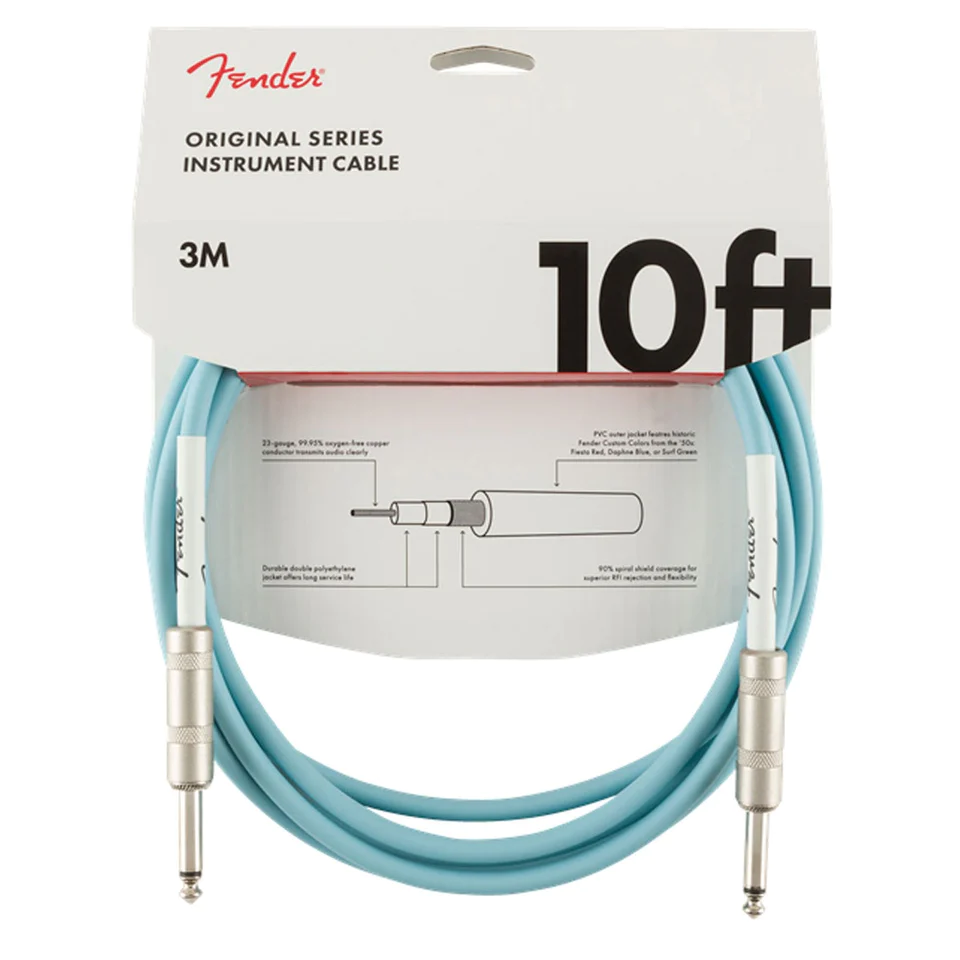 Fender
ORIGINAL SERIES
INSTRUMENT CABLE
3M
10ft
23-gauge, 99.95% oxygen-free copper
conductor transmits audio clearly
PVC outer jacket featres historic
Fender Custom Colors from the '50s:
Fiesta Red, Daphne Blue, or Surf Green
Durable double polyethylene
jacket offers long service life
90% spiral shield coverage for
superior RFI rejection and flexibility
Fender
Fender